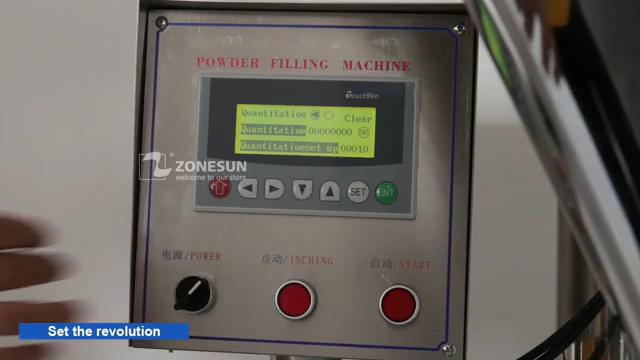 POWDER FILLING MACHINE
TouchWin
Quantitative
Clear
Quantitative 00000000
Quantitativeset up 00010
ZONESUN
welcome to our store
SET
ENT
电源/POWER
点动/INCHING
启动/START
Set the revolution